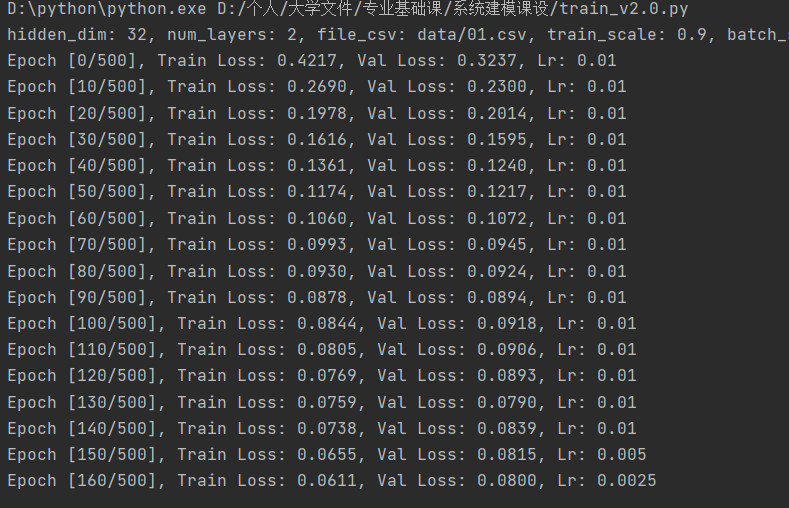 D:\python\python.exe D:/个人/大学文件/专业基础课/系统建模课设/train_v2.0.py
hidden_dim: 32, num_layers: 2, file_csv: data/01.csv, train_scale: 0.9, batch_
Epoch [0/500], Train Loss: 0.4217, Val Loss: 0.3237, Lr: 0.01
Epoch [10/500], Train Loss: 0.2690, Val Loss: 0.2300, Lr: 0.01
Epoch [20/500], Train Loss: 0.1978, Val Loss: 0.2014, Lr: 0.01
Epoch [30/500], Train Loss: 0.1616, Val Loss: 0.1595, Lr: 0.01
Epoch [40/500], Train Loss: 0.1361, Val Loss: 0.1240, Lr: 0.01
Epoch [50/500], Train Loss: 0.1174, Val Loss: 0.1217, Lr: 0.01
Epoch [60/500], Train Loss: 0.1060, Val Loss: 0.1072, Lr: 0.01
Epoch [70/500], Train Loss: 0.0993, Val Loss: 0.0945, Lr: 0.01
Epoch [80/500], Train Loss: 0.0930, Val Loss: 0.0924, Lr: 0.01
Epoch [90/500], Train Loss: 0.0878, Val Loss: 0.0894, Lr: 0.01
Epoch [100/500], Train Loss: 0.0844, Val Loss: 0.0918, Lr: 0.01
Epoch [110/500], Train Loss: 0.0805, Val Loss: 0.0906, Lr: 0.01
Epoch [120/500], Train Loss: 0.0769, Val Loss: 0.0893, Lr: 0.01
Epoch [130/500], Train Loss: 0.0759, Val Loss: 0.0790, Lr: 0.01
Epoch [140/500], Train Loss: 0.0738, Val Loss: 0.0839, Lr: 0.01
Epoch [150/500], Train Loss: 0.0655, Val Loss: 0.0815, Lr: 0.005
Epoch [160/500], Train Loss: 0.0611, Val Loss: 0.0800, Lr: 0.0025